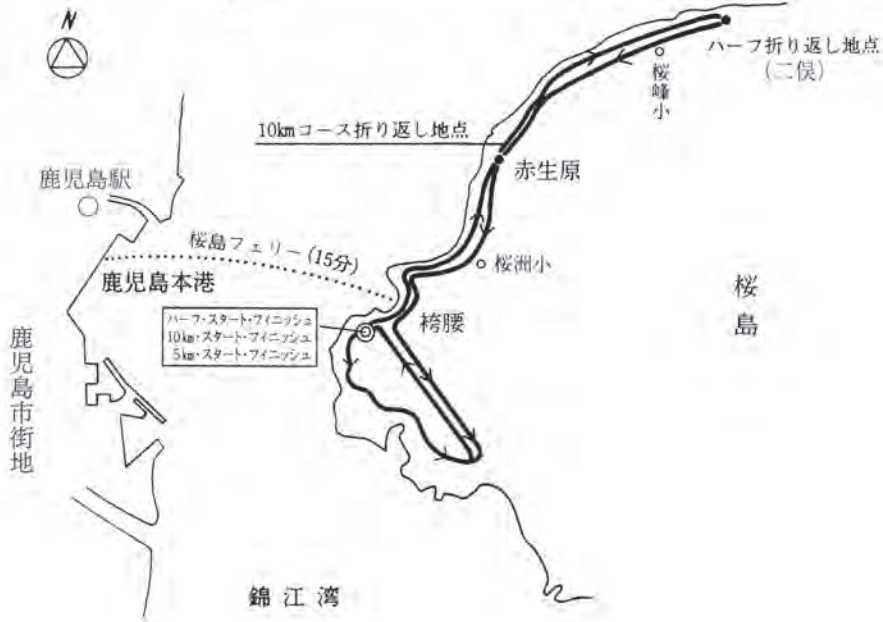 N
ハーフ折り返し地点
(二俣)
桜峰小
10kmコース折り返し地点
赤生原
鹿児島駅
桜島フェリー(15分)
桜洲小
鹿児島本港
桜島
ハーフ・スタート・フィニッシュ
10km・スタート・フィニッシュ
5km・スタート・フィニッシュ
袴腰
鹿児島市街地
錦江湾